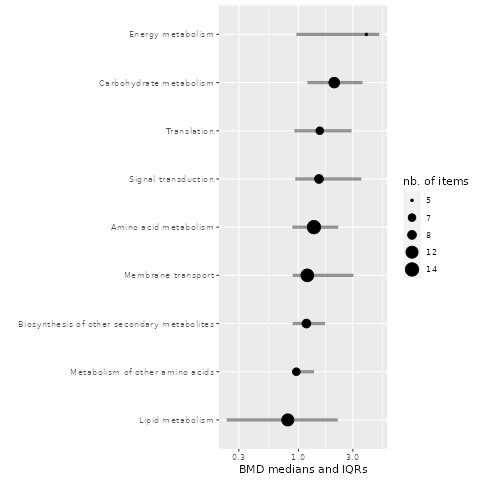 Energy metabolism
Carbohydrate metabolism
Translation
Signal transduction
Amino acid metabolism
Membrane transport
Biosynthesis of other secondary metabolites
Metabolism of other amino acids
Lipid metabolism
0.3 1.0 3.0
BMD medians and IQRs
nb. of items
5
7
8
12
14